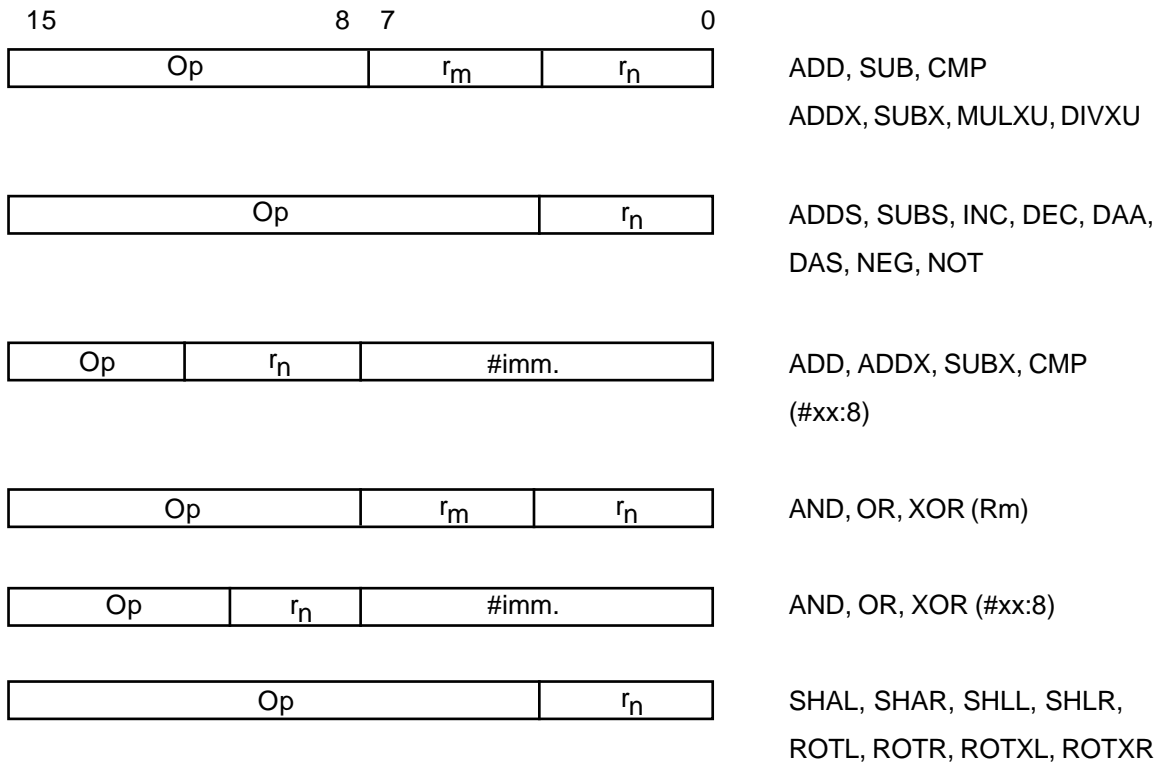 15 8 7 0
Op rm rn ADD, SUB, CMP
ADDX, SUBX, MULXU, DIVXU
Op rn ADDS, SUBS, INC, DEC, DAA,
DAS, NEG, NOT
Op rn #imm. ADD, ADDX, SUBX, CMP
(#xx:8)
Op rm rn AND, OR, XOR (Rm)
Op rn #imm. AND, OR, XOR (#xx:8)
Op rn SHAL, SHAR, SHLL, SHLR,
ROTL, ROTR, ROTXL, ROTXR